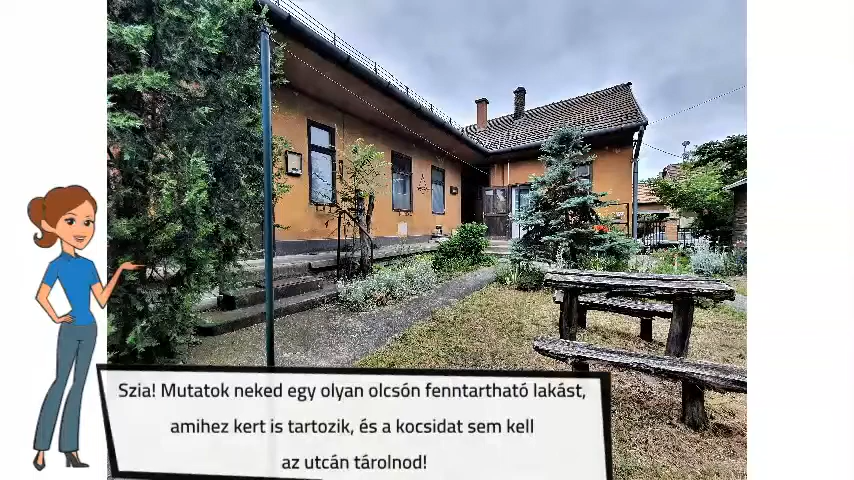 Szia! Mutatok neked egy olyan olcsón fenntartható lakást,
amihez kert is tartozik, és a kocsidat sem kell
az utcán tárolnod!